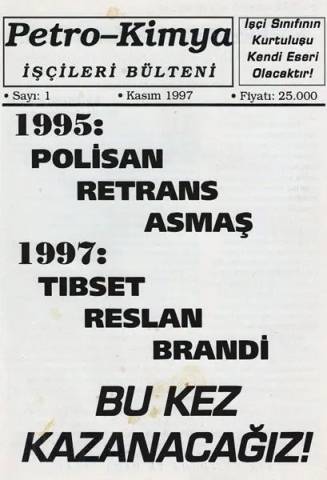 Petro-Kimya
İŞÇİLERİ BÜLTENİ
İşçi Sınıfının
Kurtuluşu
Kendi Eseri
Olacaktır!
• Sayı: 1 • Kasım 1997 • Fiyatı: 25.000
1995:
POLİSAN
RETRANS
ASMAŞ
1997:
TIBSET
RESLAN
BRANDİ
BU KEZ
KAZANACAĞIZ!